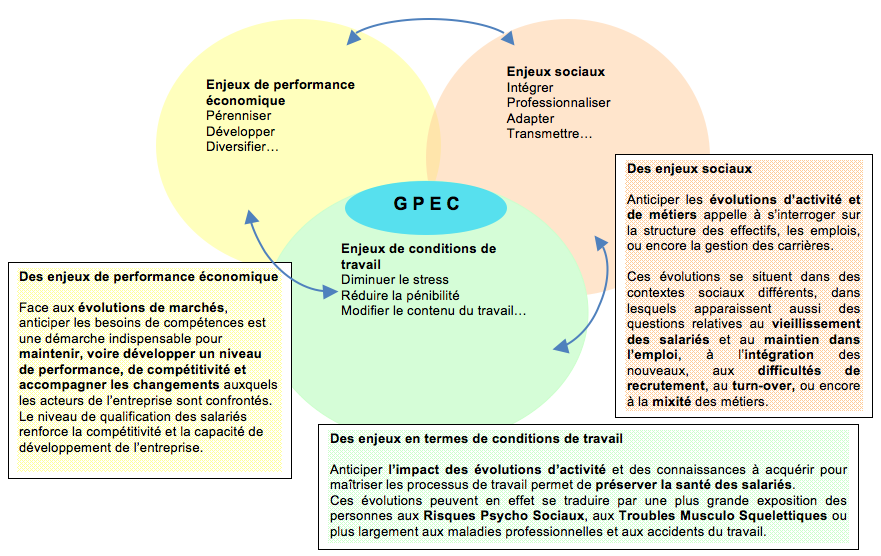 Enjeux de performance
économique
Pérenniser
Développer
Diversifier…
Enjeux sociaux
Intégrer
Professionnaliser
Adapter
Transmettre…
G P E C
Enjeux de conditions de
travail
Diminuer le stress
Réduire la pénibilité
Modifier le contenu du travail…
Des enjeux sociaux
Anticiper les évolutions d’activité et
de métiers appelle à s’interroger sur
la structure des effectifs, les emplois,
ou encore la gestion des carrières.
Ces évolutions se situent dans des
contextes sociaux différents, dans
lesquels apparaissent aussi des
questions relatives au vieillissement
des salariés et au maintien dans
l’emploi, à l’intégration des
nouveaux, aux difficultés de
recrutement, au turn-over, ou encore
à la mixité des métiers.
Des enjeux de performance économique
Face aux évolutions de marchés,
anticiper les besoins de compétences est
une démarche indispensable pour
maintenir, voire développer un niveau
de performance, de compétitivité et
accompagner les changements auxquels
les acteurs de l’entreprise sont confrontés.
Le niveau de qualification des salariés
renforce la compétitivité et la capacité de
développement de l’entreprise.
Des enjeux en termes de conditions de travail
Anticiper l’impact des évolutions d’activité et des connaissances à acquérir pour
maîtriser les processus de travail permet de préserver la santé des salariés.
Ces évolutions peuvent en effet se traduire par une plus grande exposition des
personnes aux Risques Psycho Sociaux, aux Troubles Musculo Squelettiques ou
plus largement aux maladies professionnelles et aux accidents du travail.